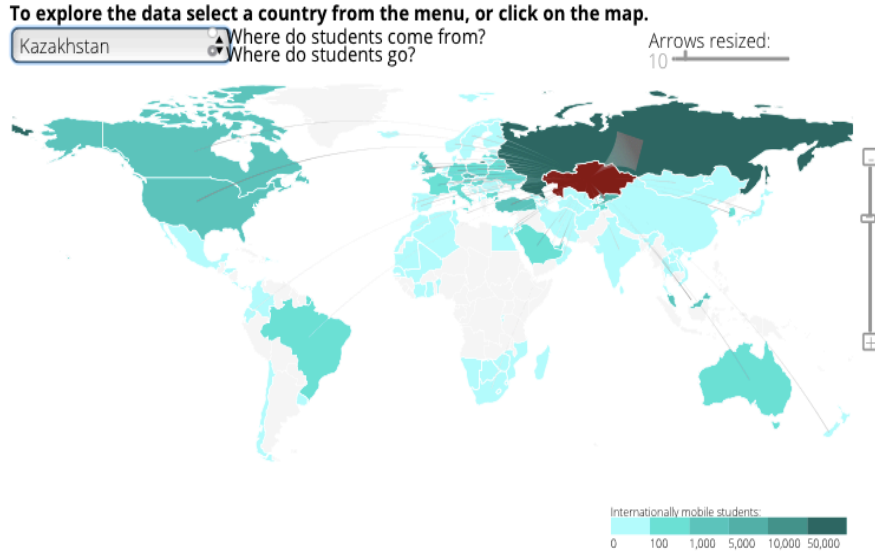 To explore the data select a country from the menu, or click on the map.
Kazakhstan
Where do students come from?
Where do students go?
Arrows resized:
10
-
+
Internationally mobile students:
0 100 1,000 5,000 10,000 50,000